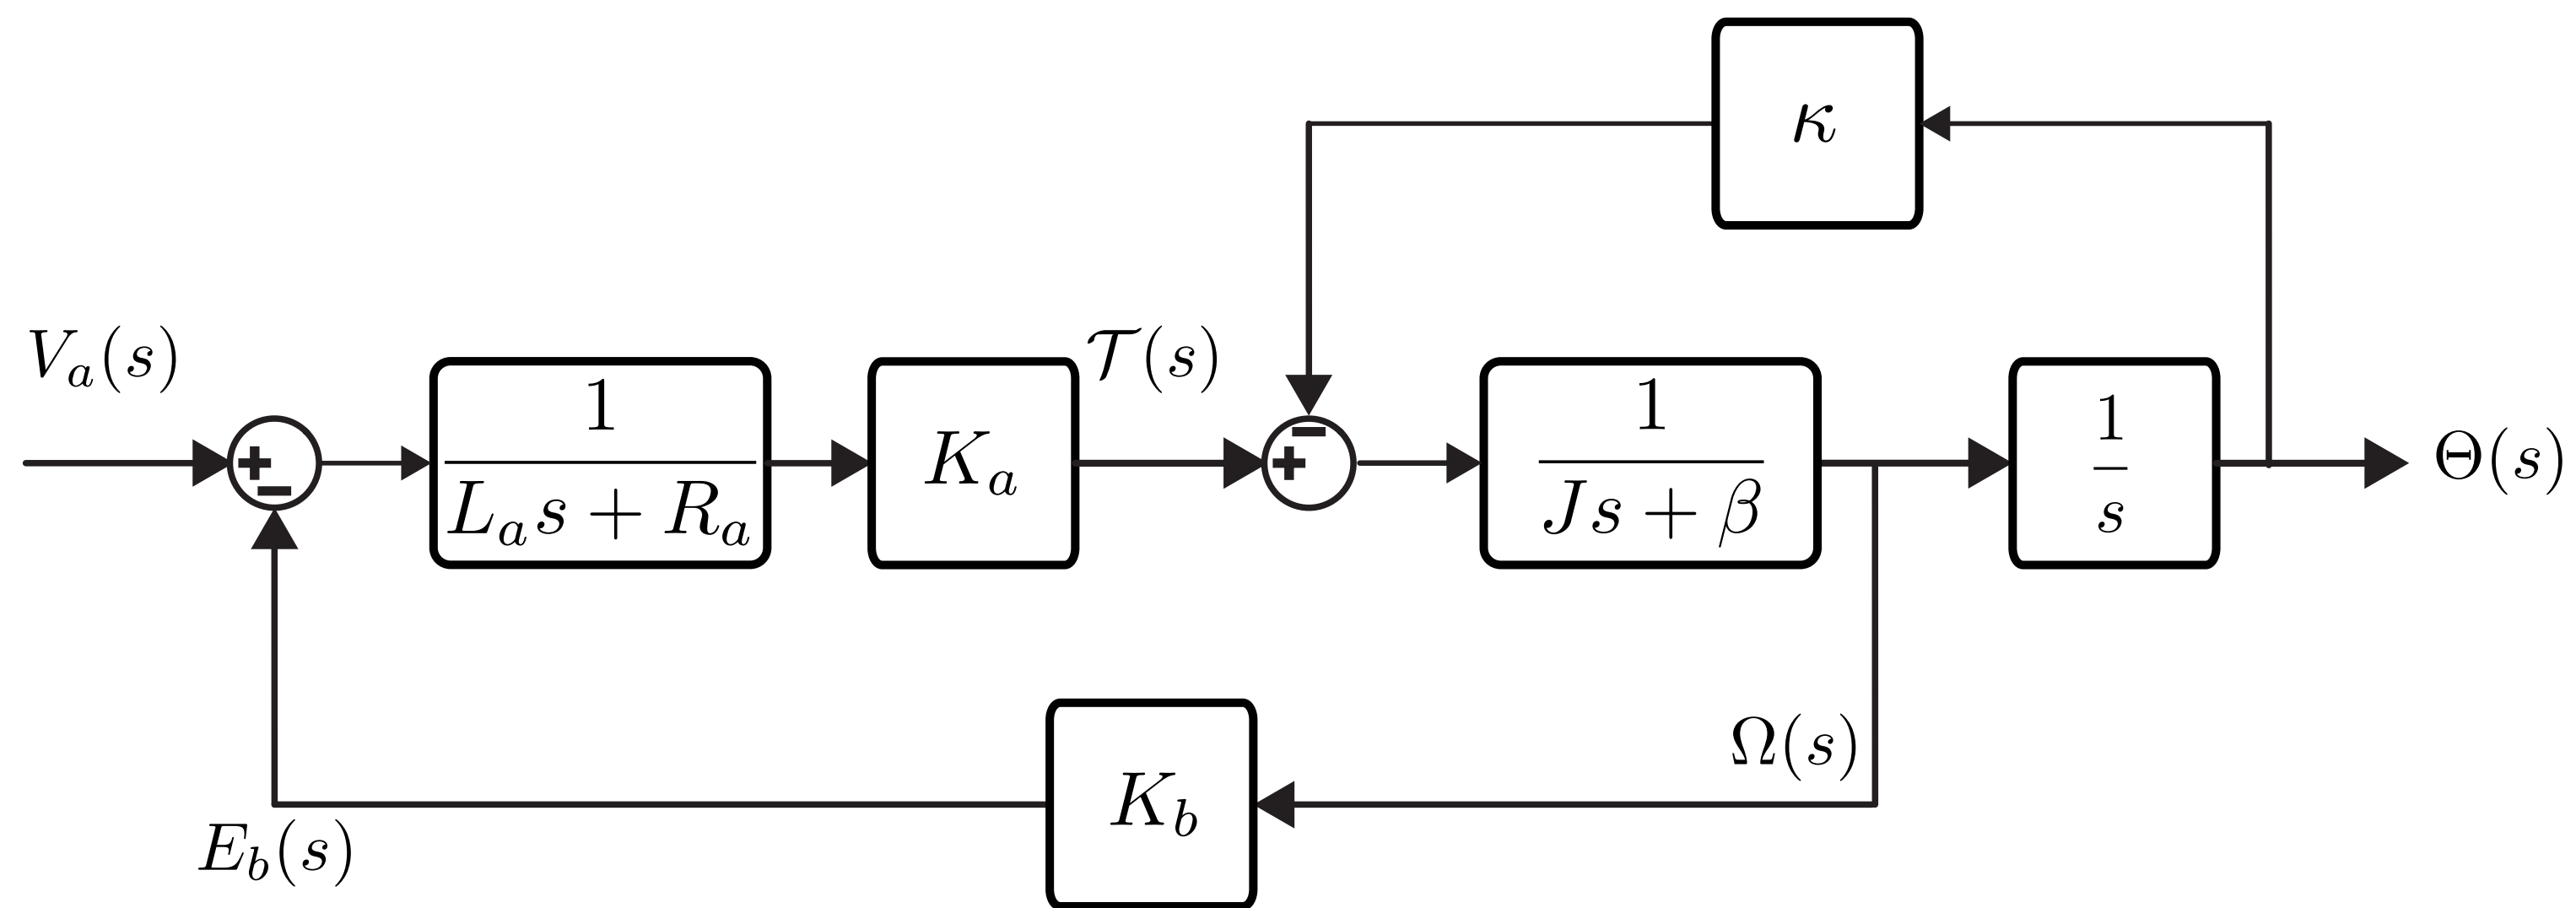 κ
V_a(s)
+
−
1
L_a s + R_a
K_a
𝒯(s)
−
+
1
Js + β
1
s
Θ(s)
Ω(s)
K_b
E_b(s)